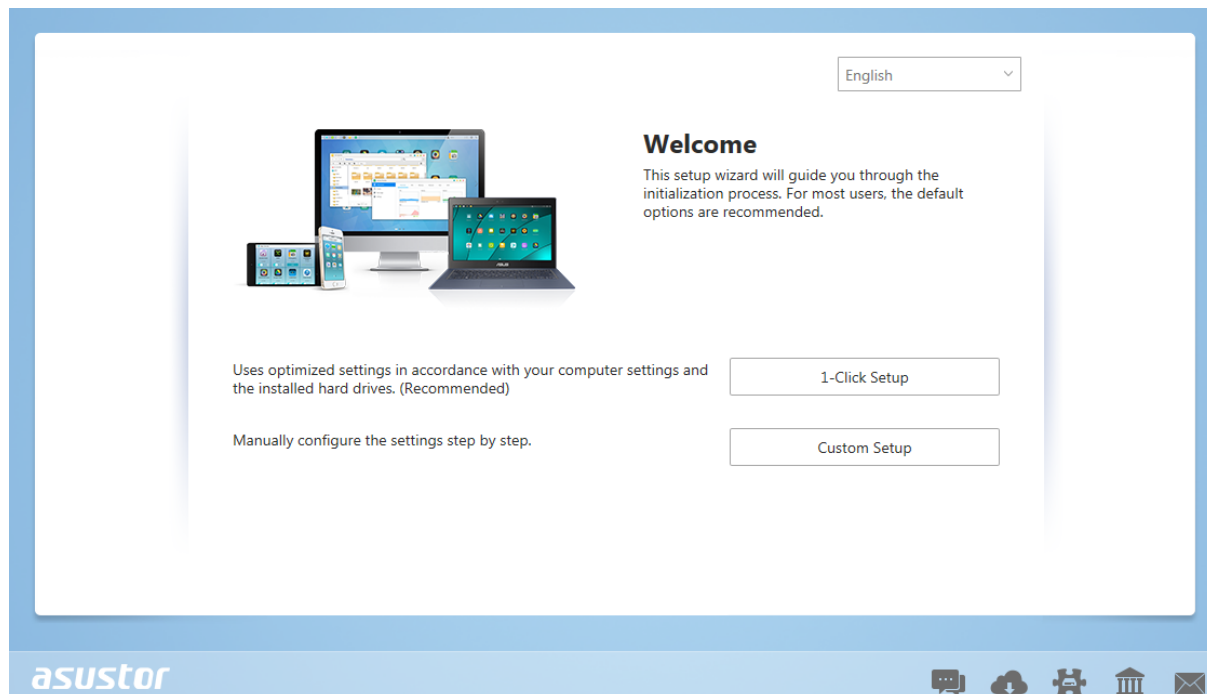 English
Welcome
This setup wizard will guide you through the
initialization process. For most users, the default
options are recommended.
Uses optimized settings in accordance with your computer settings and
the installed hard drives. (Recommended)
1-Click Setup
Manually configure the settings step by step.
Custom Setup
asustor